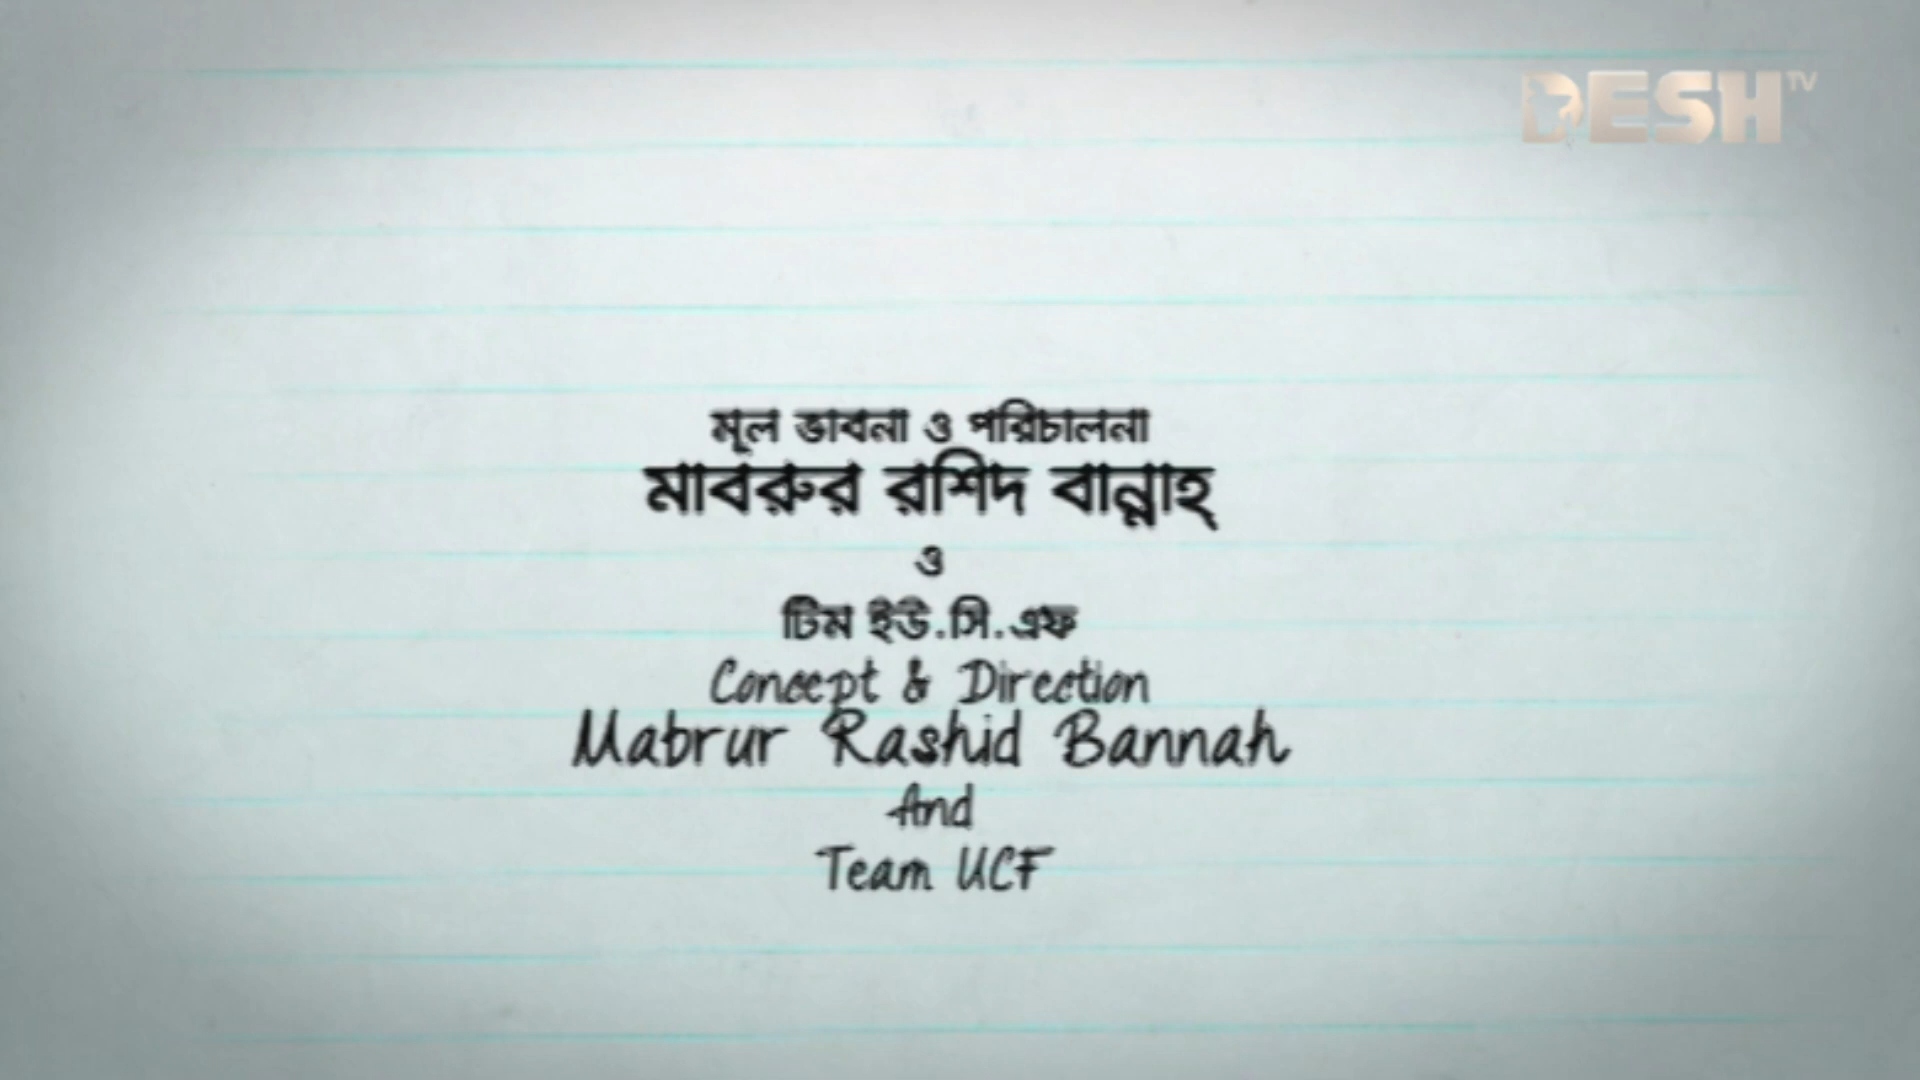 DESH TV
মূল ভাবনা ও পরিচালনা
মাবরুর রশিদ বান্নাহ্
ও
টিম ইউ.সি.এফ
Concept & Direction
Mabrur Rashid Bannah
And
Team UCF